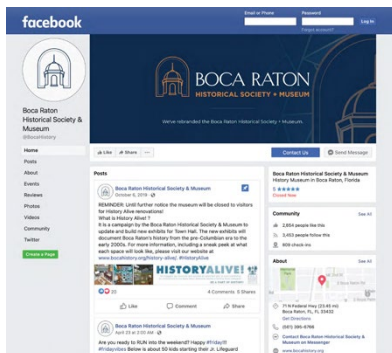 facebook
Email or Phone
Password
Log In
Forgot account?
BOCA RATON
HISTORICAL SOCIETY + MUSEUM
We've rebranded the Boca Raton Historical Society + Museum.
Boca Raton
Historical Society &
Museum
@BocaHistory
Home
Posts
About
Events
Reviews
Photos
Videos
Community
Twitter
Create a Page
Like
Share
Contact Us
Send Message
Posts
Boca Raton Historical Society & Museum
October 6, 2019
REMINDER: Until further notice the museum will be closed to visitors
for History Alive renovations!
What is History Alive! ?
It is a campaign by the Boca Raton Historical Society & Museum to
update and build new exhibits for Town Hall. The new exhibits will
document Boca Raton's history from the pre-Columbian era to the
early 2000s. For more information, including a sneak peek at what
each space will look like, please visit our website at
www.bocahistory.org/history-alive/. #HistoryAlive
HISTORYALIVE!
4 Comments 5 Shares
Like
Comment
Share
Boca Raton Historical Society & Museum
Are you ready to RUN into the weekend? Happy #friyay!!!
#fridayvibes Below is about 50 kids starting their Jr. Lifeguard
Boca Raton Historical Society & Museum
History Museum in Boca Raton, Florida
5
Closed Now
Community
See All
2,854 people like this
3,453 people follow this
909 check-ins
About
See All
71 N Federal Hwy
Boca Raton, FL, FL 33432
Get Directions
(561) 395-6766
Contact Boca Raton Historical Society &
Museum on Messenger
www.bocahistory.org